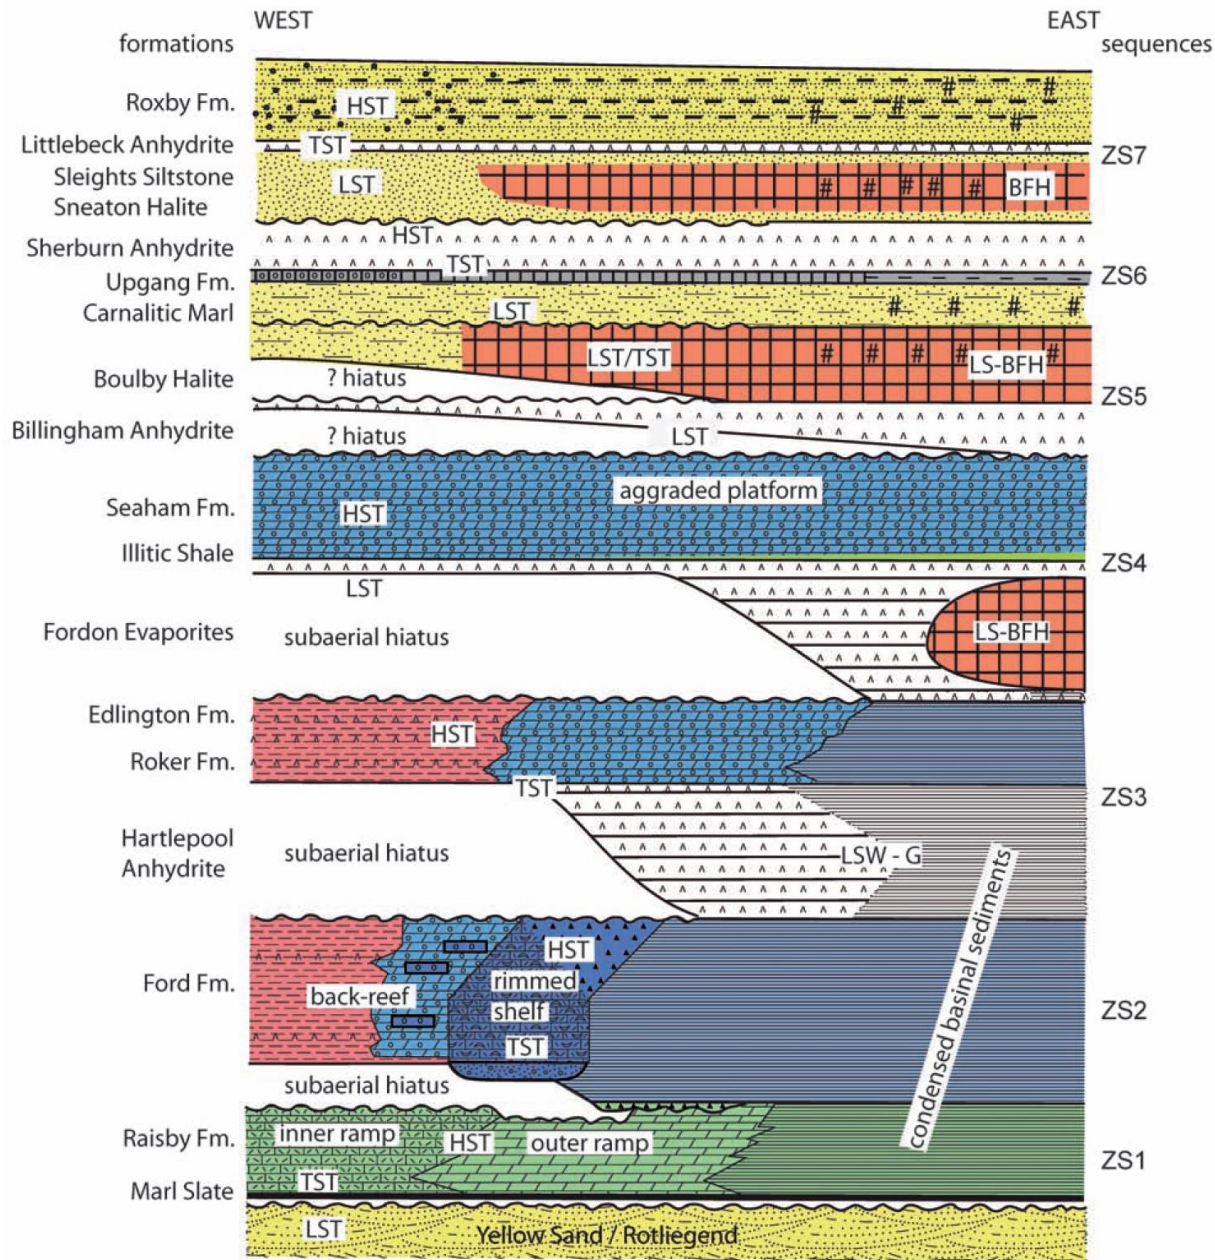 WEST
EAST
formations
sequences
Roxby Fm.
HST
Littlebeck Anhydrite
TST
ZS7
Sleights Siltstone
LST
BFH
Sneaton Halite
HST
Sherburn Anhydrite
TST
ZS6
Upgang Fm.
Carnalitic Marl
LST
LST/TST
LS-BFH
Boulby Halite
? hiatus
ZS5
Billingham Anhydrite
? hiatus
LST
aggraded platform
Seaham Fm.
HST
Illitic Shale
ZS4
LST
Fordon Evaporites
subaerial hiatus
LS-BFH
Edlington Fm.
HST
Roker Fm.
TST
ZS3
Hartlepool
Anhydrite
subaerial hiatus
LSW - G
condensed basinal sediments
HST
Ford Fm.
back-reef
rimmed
shelf
TST
ZS2
subaerial hiatus
Raisby Fm.
inner ramp
HST
outer ramp
ZS1
TST
Marl Slate
LST
Yellow Sand / Rotliegend